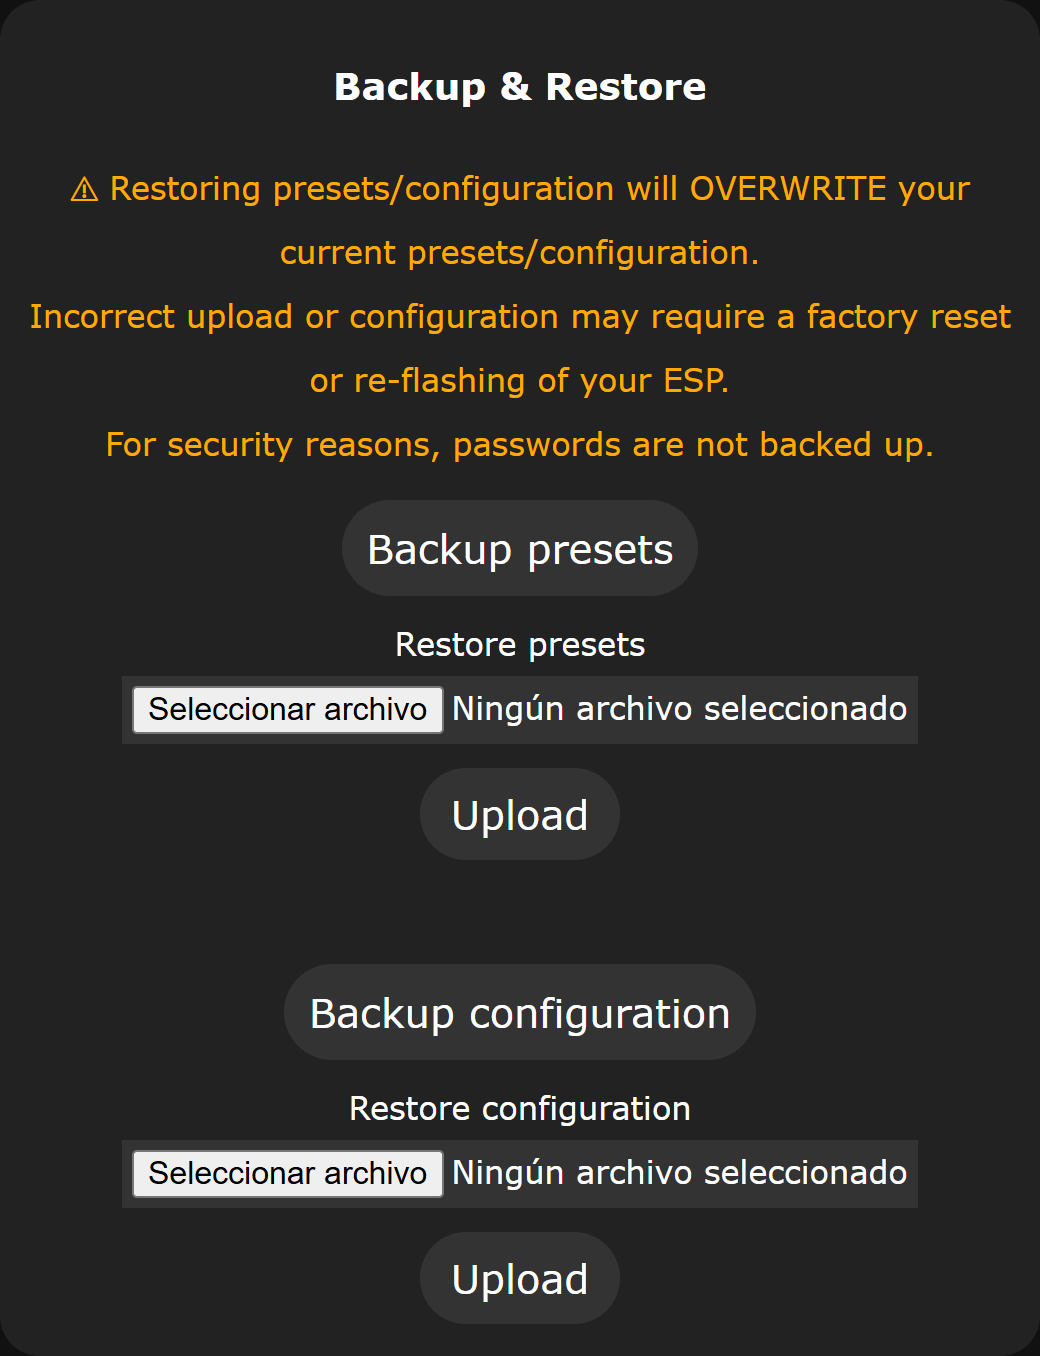 Backup & Restore
⚠ Restoring presets/configuration will OVERWRITE your
current presets/configuration.
Incorrect upload or configuration may require a factory reset
or re-flashing of your ESP.
For security reasons, passwords are not backed up.
Backup presets
Restore presets
Seleccionar archivo Ningún archivo seleccionado
Upload
Backup configuration
Restore configuration
Seleccionar archivo Ningún archivo seleccionado
Upload